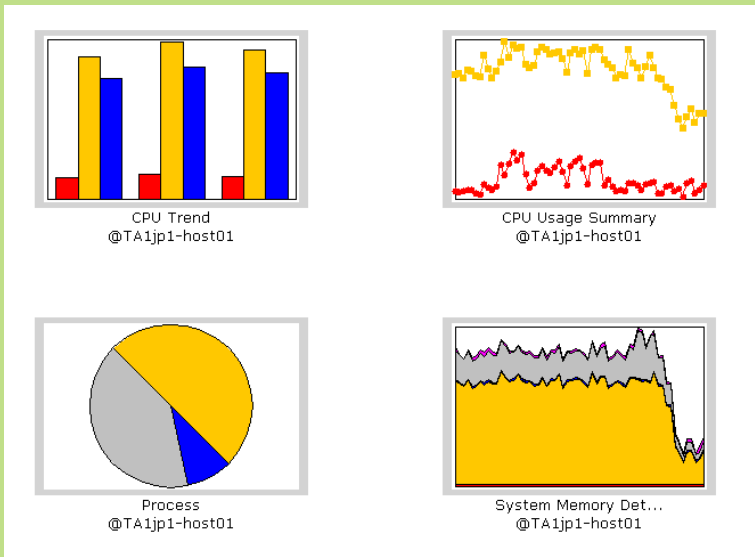 CPU Trend
@TA1jp1-host01
CPU Usage Summary
@TA1jp1-host01
Process
@TA1jp1-host01
System Memory Det...
@TA1jp1-host01